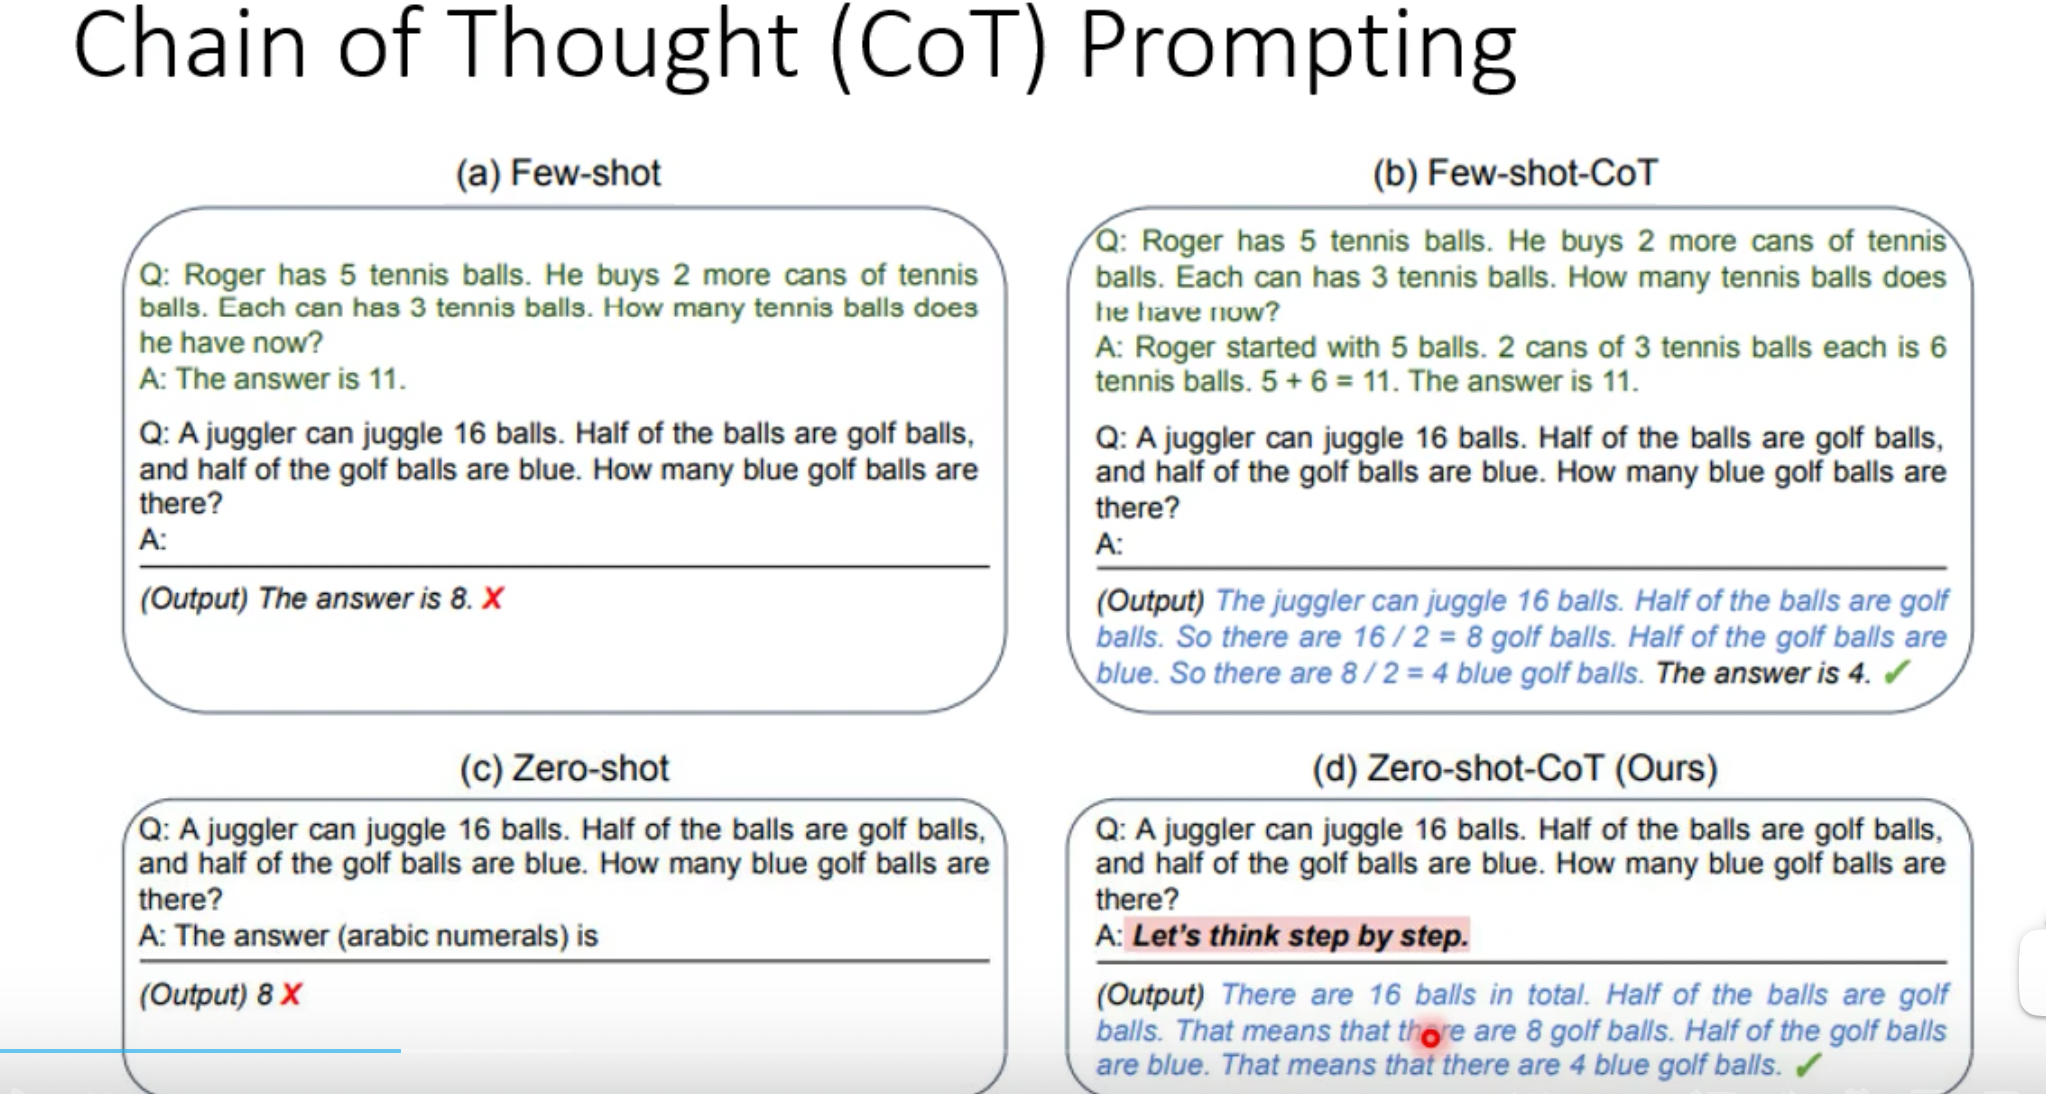 Chain of Thought (CoT) Prompting
(a) Few-shot
Q: Roger has 5 tennis balls. He buys 2 more cans of tennis
balls. Each can has 3 tennis balls. How many tennis balls does
he have now?
A: The answer is 11.
Q: A juggler can juggle 16 balls. Half of the balls are golf balls,
and half of the golf balls are blue. How many blue golf balls are
there?
A:
(Output) The answer is 8. X
(b) Few-shot-CoT
Q: Roger has 5 tennis balls. He buys 2 more cans of tennis
balls. Each can has 3 tennis balls. How many tennis balls does
he have now?
A: Roger started with 5 balls. 2 cans of 3 tennis balls each is 6
tennis balls. 5 + 6 = 11. The answer is 11.
Q: A juggler can juggle 16 balls. Half of the balls are golf balls,
and half of the golf balls are blue. How many blue golf balls are
there?
A:
(Output) The juggler can juggle 16 balls. Half of the balls are golf
balls. So there are 16 / 2 = 8 golf balls. Half of the golf balls are
blue. So there are 8 / 2 = 4 blue golf balls. The answer is 4. ✓
(c) Zero-shot
Q: A juggler can juggle 16 balls. Half of the balls are golf balls,
and half of the golf balls are blue. How many blue golf balls are
there?
A: The answer (arabic numerals) is
(Output) 8 X
(d) Zero-shot-CoT (Ours)
Q: A juggler can juggle 16 balls. Half of the balls are golf balls,
and half of the golf balls are blue. How many blue golf balls are
there?
A: Let's think step by step.
(Output) There are 16 balls in total. Half of the balls are golf
balls. That means that there are 8 golf balls. Half of the golf balls
are blue. That means that there are 4 blue golf balls. ✓